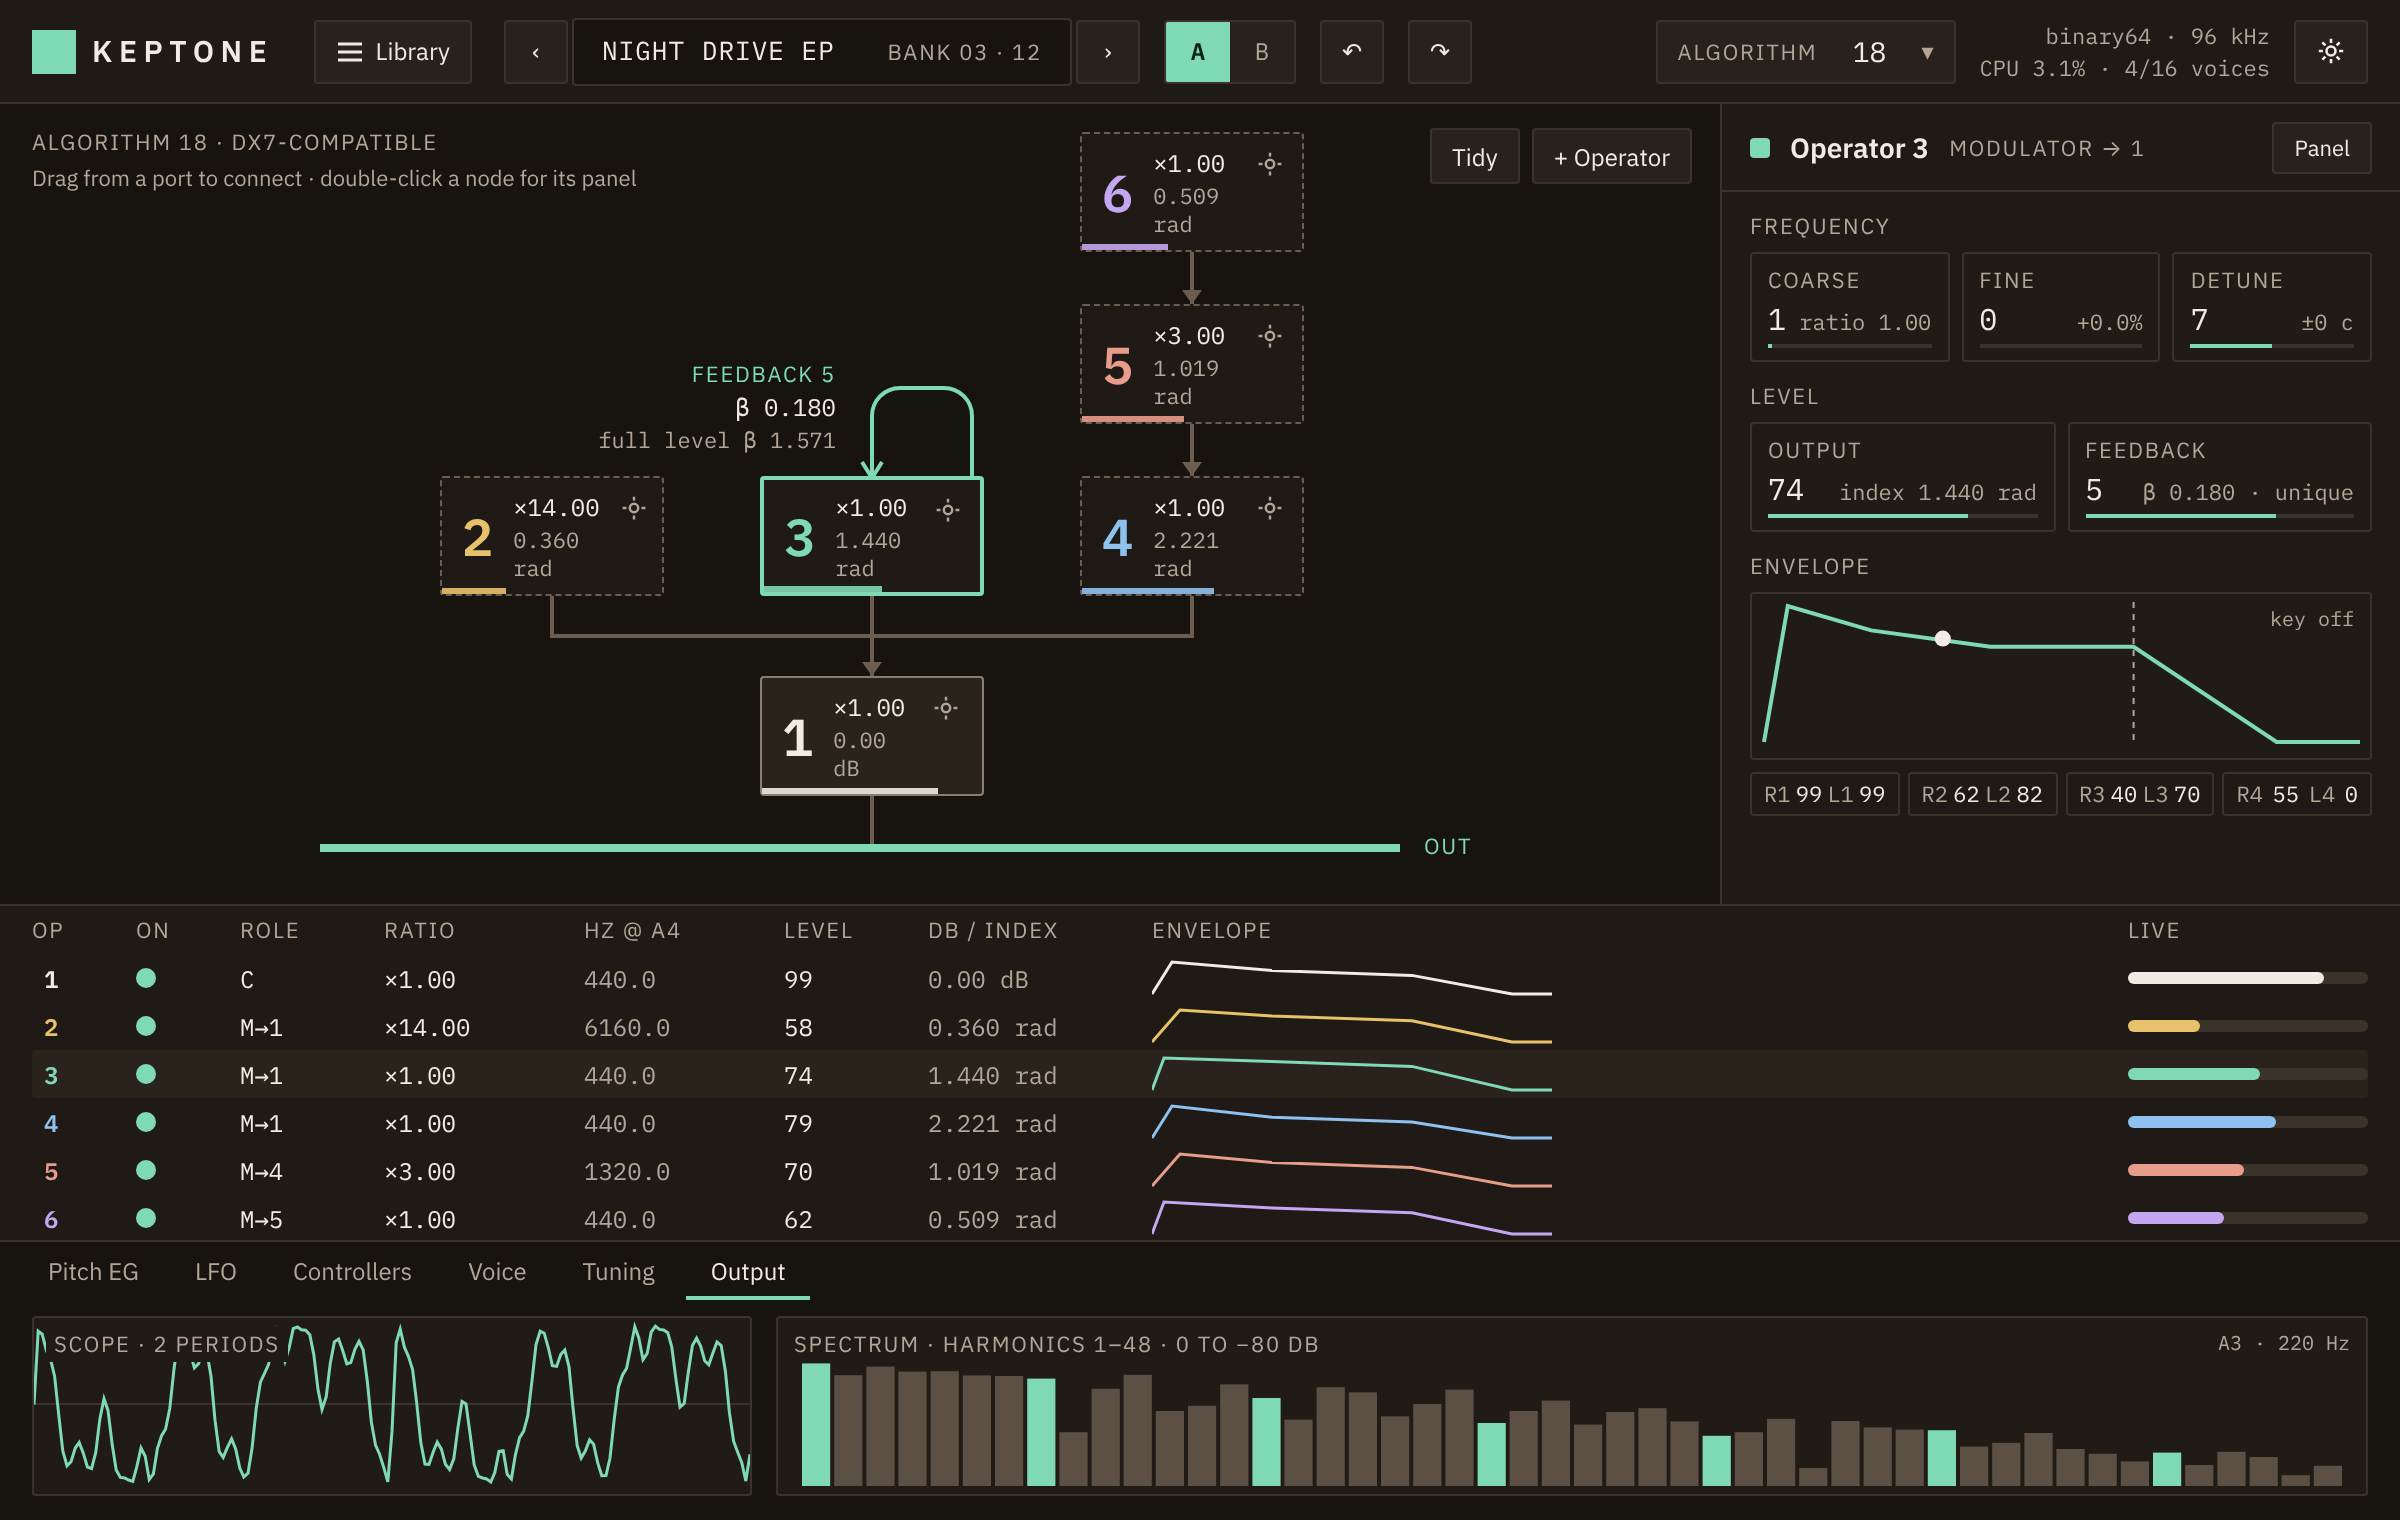 KEPTONE
Library
‹
NIGHT DRIVE EP BANK 03 · 12
›
A B
↶
↷
ALGORITHM 18 ▾
binary64 · 96 kHz
CPU 3.1% · 4/16 voices
ALGORITHM 18 · DX7-COMPATIBLE
Drag from a port to connect · double-click a node for its panel
Tidy
+ Operator
6 ×1.00
0.509
rad
5 ×3.00
1.019
rad
FEEDBACK 5
β 0.180
full level β 1.571
2 ×14.00
0.360
rad
3 ×1.00
1.440
rad
4 ×1.00
2.221
rad
1 ×1.00
0.00
dB
OUT
Operator 3 MODULATOR → 1
Panel
FREQUENCY
COARSE
1 ratio 1.00
FINE
0 +0.0%
DETUNE
7 ±0 c
LEVEL
OUTPUT
74 index 1.440 rad
FEEDBACK
5 β 0.180 · unique
ENVELOPE
key off
R1 99 L1 99
R2 62 L2 82
R3 40 L3 70
R4 55 L4 0
OP ON ROLE RATIO HZ @ A4 LEVEL DB / INDEX ENVELOPE LIVE
1 C ×1.00 440.0 99 0.00 dB
2 M→1 ×14.00 6160.0 58 0.360 rad
3 M→1 ×1.00 440.0 74 1.440 rad
4 M→1 ×1.00 440.0 79 2.221 rad
5 M→4 ×3.00 1320.0 70 1.019 rad
6 M→5 ×1.00 440.0 62 0.509 rad
Pitch EG LFO Controllers Voice Tuning Output
SCOPE · 2 PERIODS
SPECTRUM · HARMONICS 1–48 · 0 TO −80 DB
A3 · 220 Hz